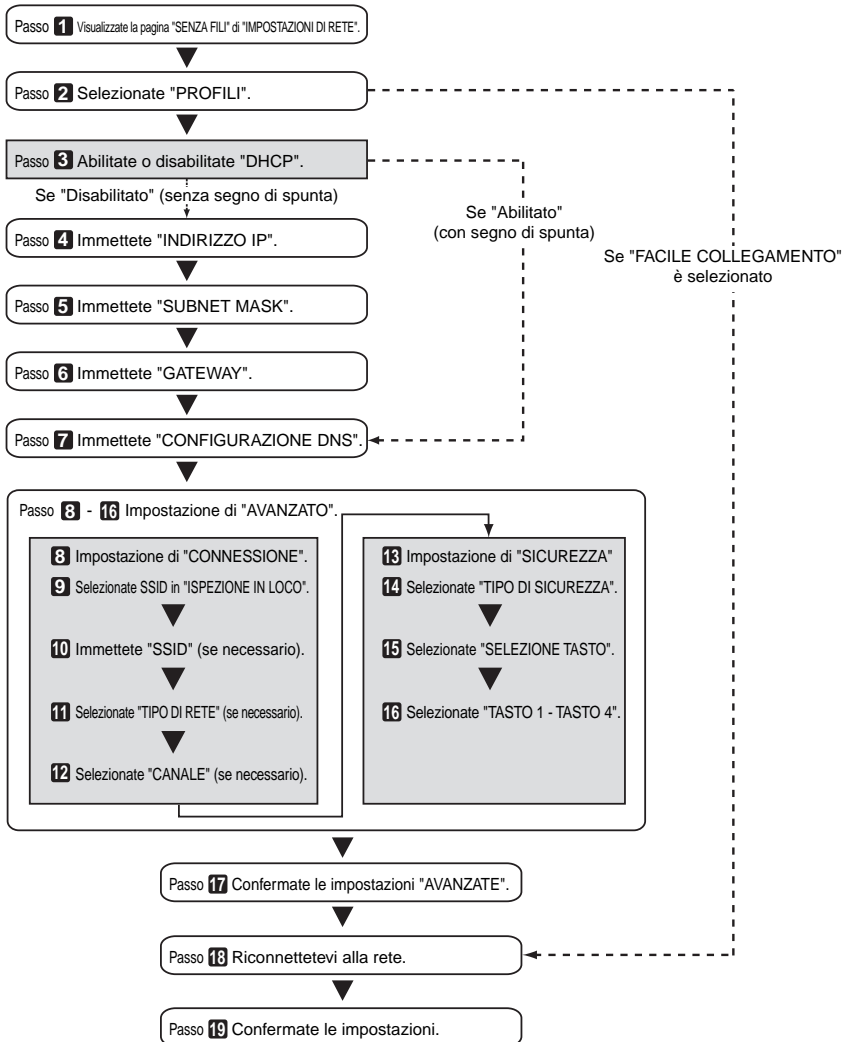 Passo 1 Visualizzate la pagina "SENZA FILI" di "IMPOSTAZIONI DI RETE".
Passo 2 Selezionate "PROFILI".
Passo 3 Abilitate o disabilitate "DHCP".
Se "Disabilitato" (senza segno di spunta)
Se "Abilitato"
(con segno di spunta)
Se "FACILE COLLEGAMENTO"
è selezionato
Passo 4 Immettete "INDIRIZZO IP".
Passo 5 Immettete "SUBNET MASK".
Passo 6 Immettete "GATEWAY".
Passo 7 Immettete "CONFIGURAZIONE DNS".
Passo 8 - 16 Impostazione di "AVANZATO".
8 Impostazione di "CONNESSIONE".
9 Selezionate SSID in "ISPEZIONE IN LOCO".
10 Immettete "SSID" (se necessario).
11 Selezionate "TIPO DI RETE" (se necessario).
12 Selezionate "CANALE" (se necessario).
13 Impostazione di "SICUREZZA"
14 Selezionate "TIPO DI SICUREZZA".
15 Selezionate "SELEZIONE TASTO".
16 Selezionate "TASTO 1 - TASTO 4".
Passo 17 Confermate le impostazioni "AVANZATE".
Passo 18 Riconnettetevi alla rete.
Passo 19 Confermate le impostazioni.